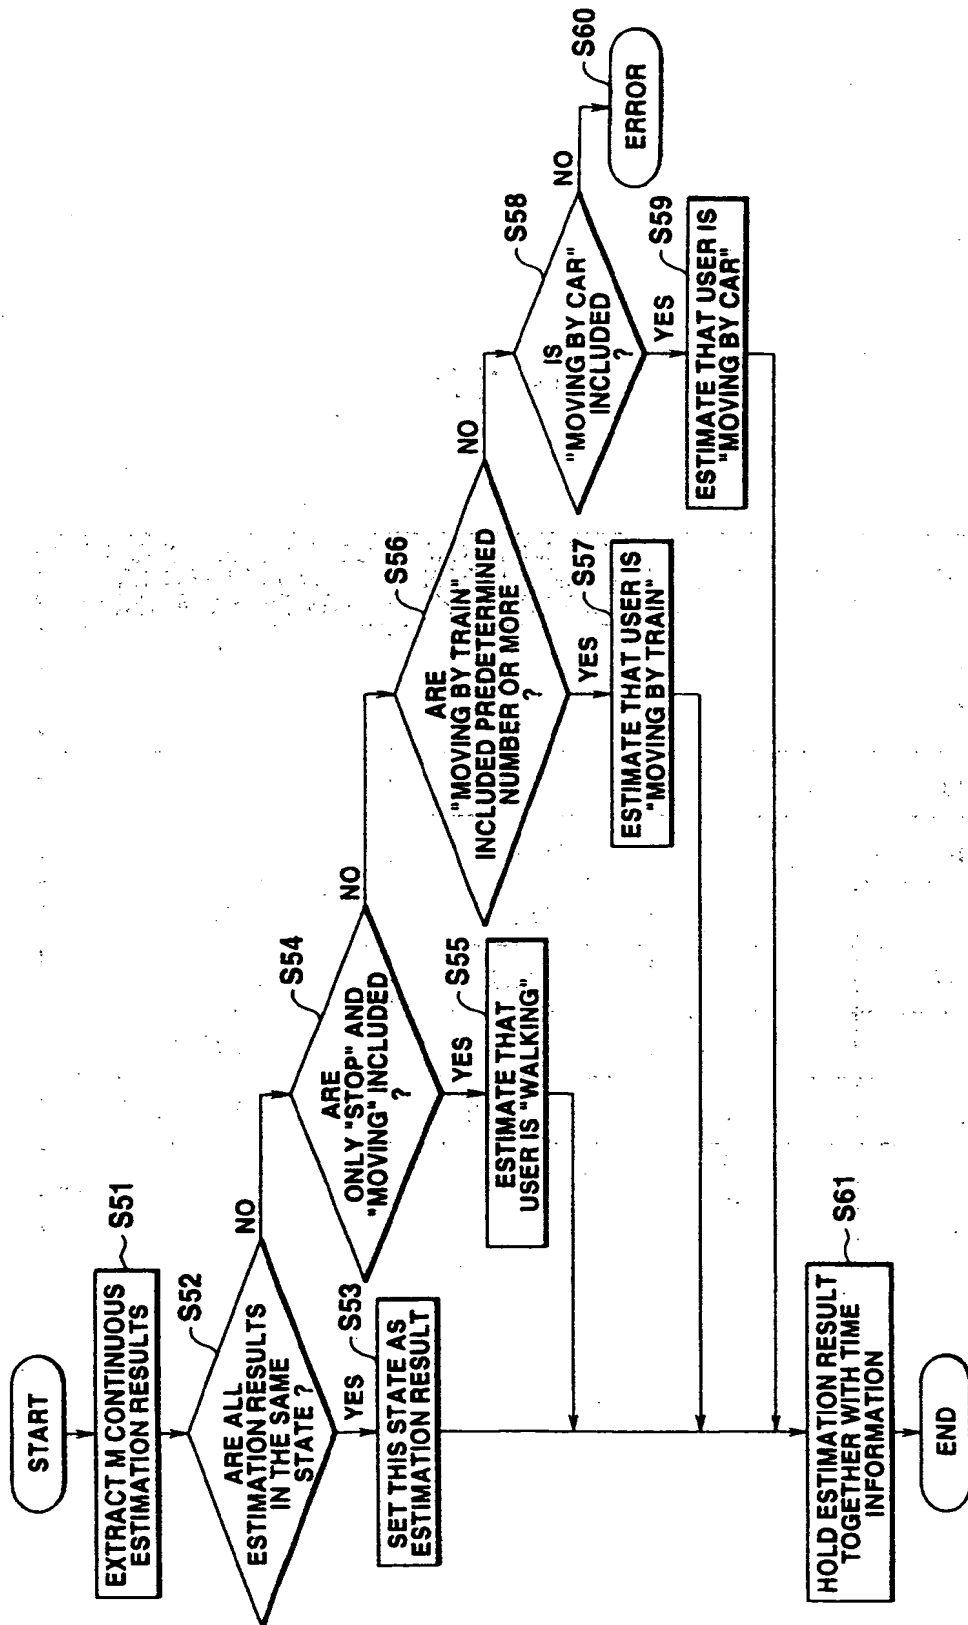 START
EXTRACT M CONTINUOUS
ESTIMATION RESULTS
S51
ARE ALL
ESTIMATION RESULTS
IN THE SAME
STATE ?
S52
NO
YES
SET THIS STATE AS
ESTIMATION RESULT
S53
ARE
ONLY "STOP" AND
"MOVING" INCLUDED
?
S54
NO
YES
ESTIMATE THAT
USER IS "WALKING"
S55
ARE
"MOVING BY TRAIN"
INCLUDED PREDETERMINED
NUMBER OR MORE
?
S56
NO
YES
ESTIMATE THAT USER IS
"MOVING BY TRAIN"
S57
IS
"MOVING BY CAR"
INCLUDED
?
S58
NO
YES
ESTIMATE THAT USER IS
"MOVING BY CAR"
S59
ERROR
S60
HOLD ESTIMATION RESULT
TOGETHER WITH TIME
INFORMATION
S61
END